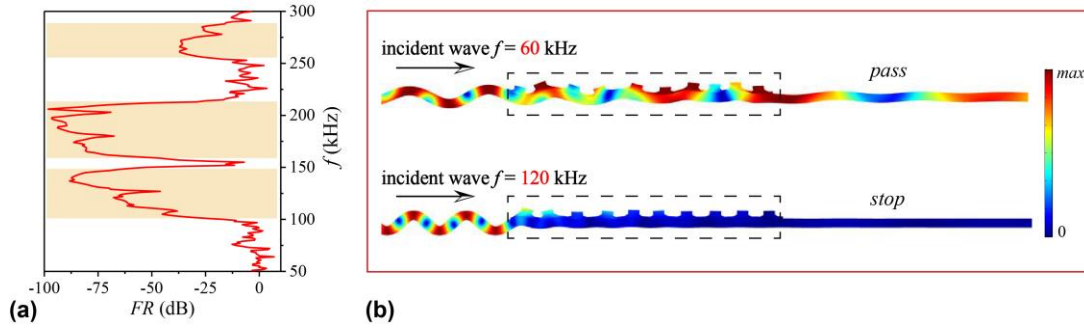 300
250
200
150
100
50
f (kHz)
-100 -75 -50 -25 0
FR (dB)
(a)
incident wave f = 60 kHz
pass
max
incident wave f = 120 kHz
stop
0
(b)